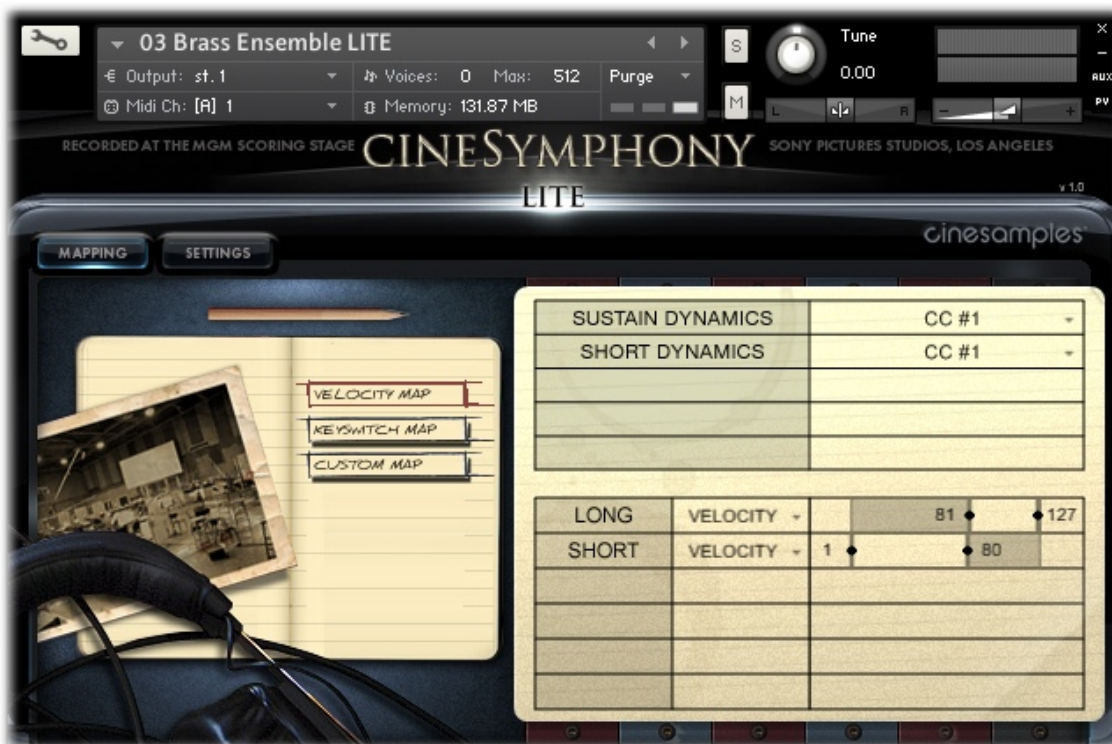 03 Brass Ensemble LITE
S
Tune
0.00
X
–
AUX
PV
Output: st. 1
Voices: 0 Max: 512
Purge
Midi Ch: [A] 1
Memory: 131.87 MB
M
L
R
-
+
RECORDED AT THE MGM SCORING STAGE CINESYMPHONY SONY PICTURES STUDIOS, LOS ANGELES
LITE
v 1.0
cinesamples
MAPPING
SETTINGS
VELOCITY MAP
KEYSWITCH MAP
CUSTOM MAP
SUSTAIN DYNAMICS CC #1
SHORT DYNAMICS CC #1
LONG VELOCITY 81 127
SHORT VELOCITY 1 80